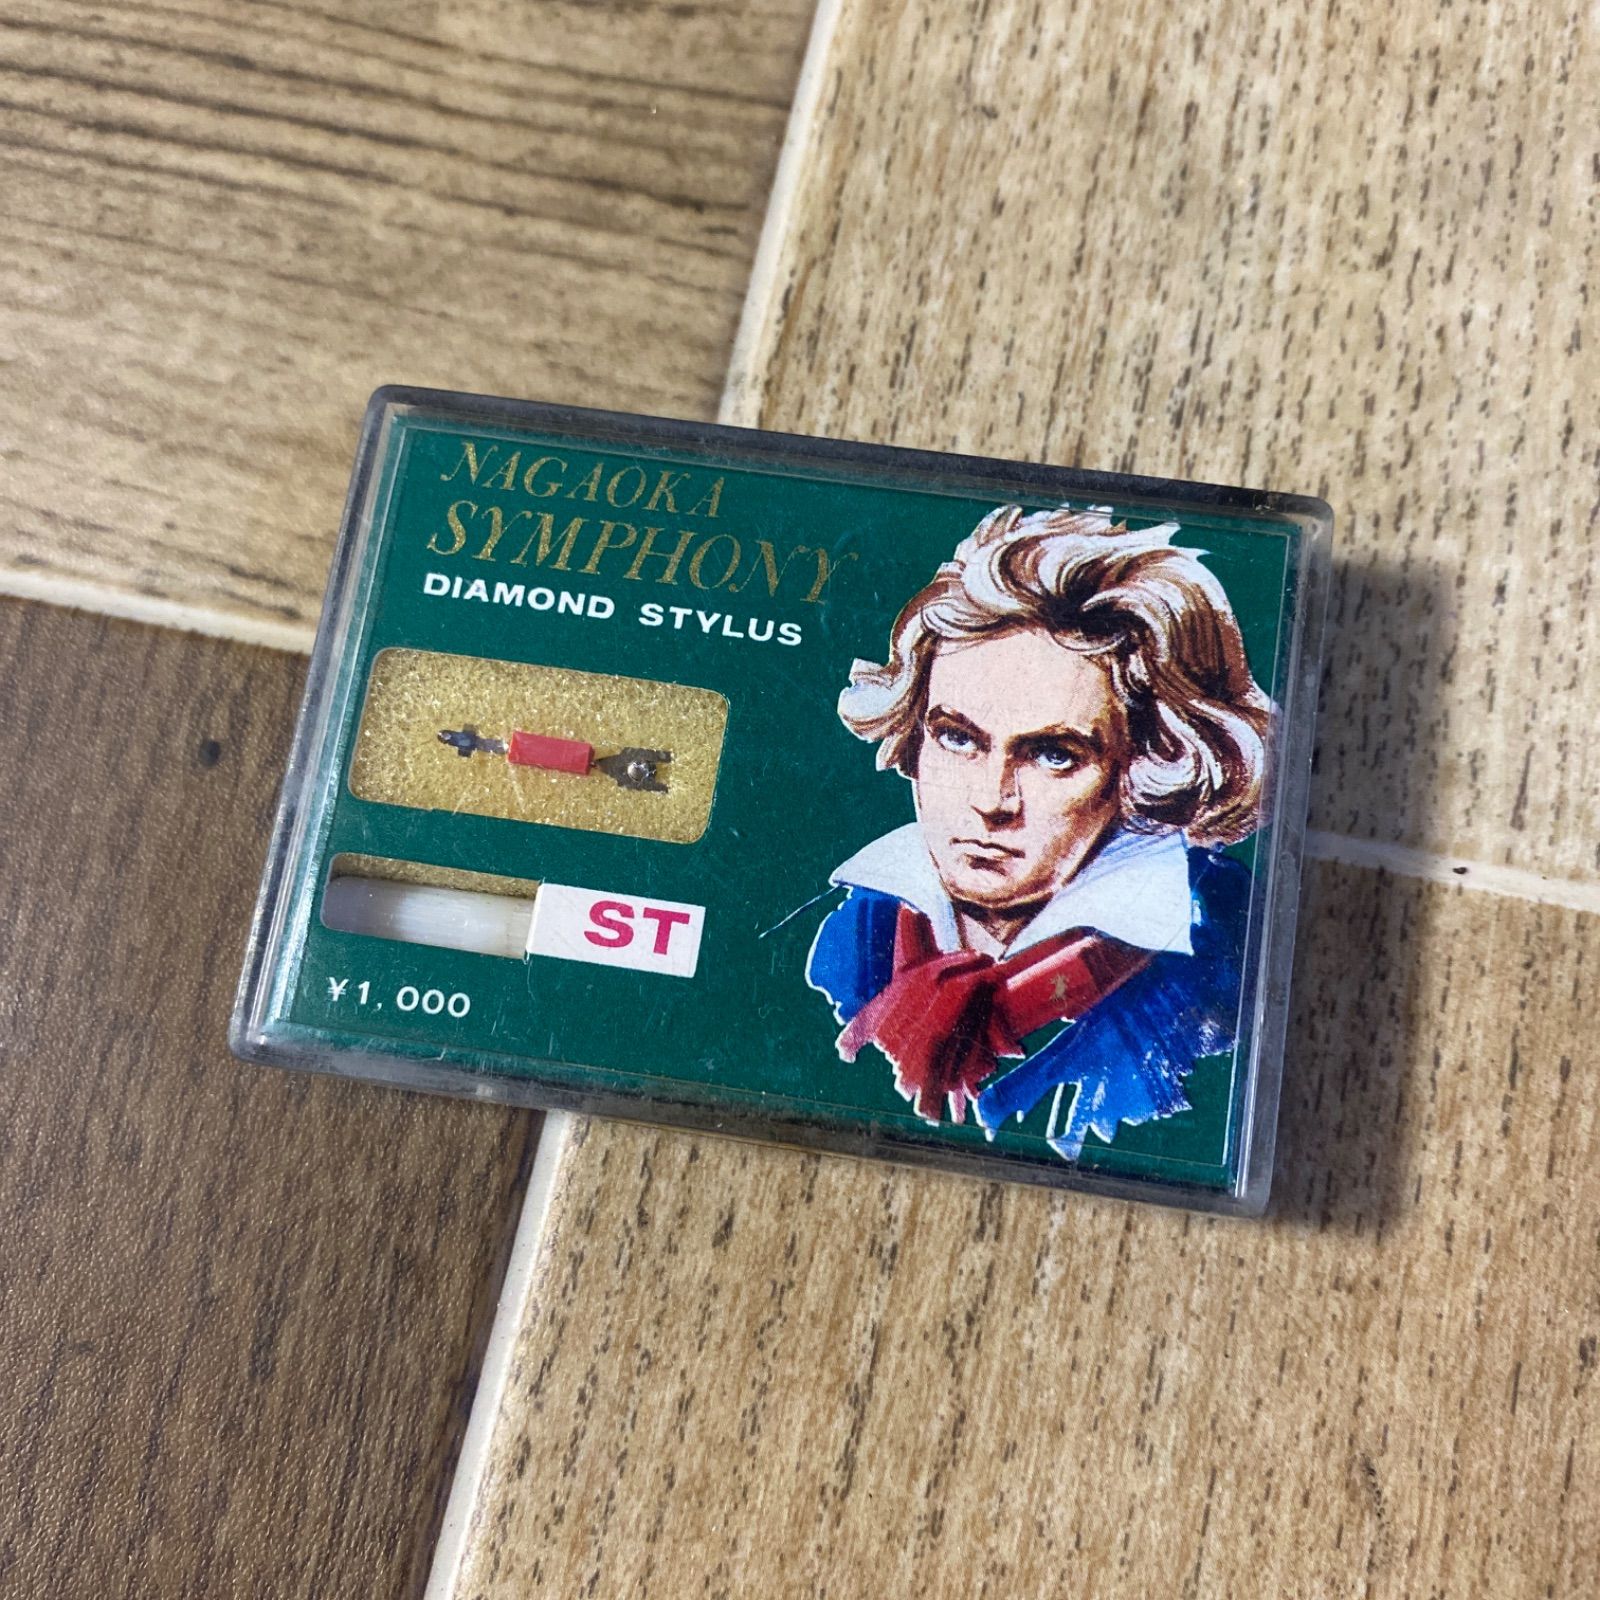 NAGAOKA
SYMPHONY
DIAMOND STYLUS
ST
¥1,000